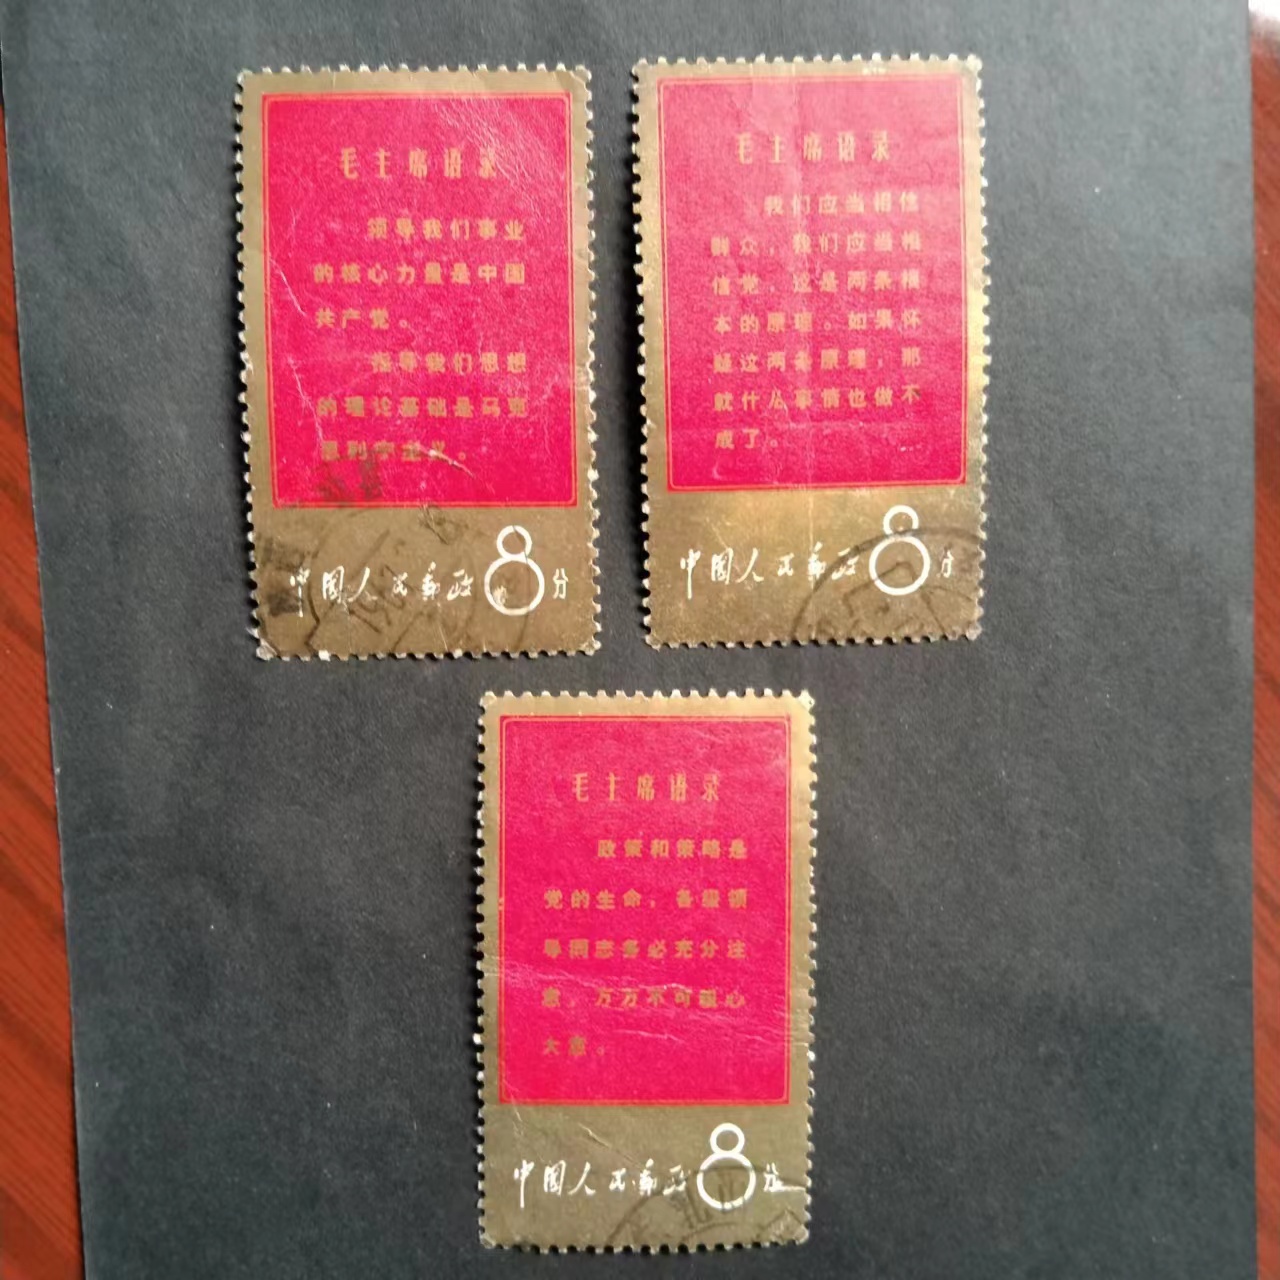 毛主席语录
领导我们事业
的核心力量是中国
共产党。
指导我们思想
的理论基础是马克
思列宁主义。
中国人民邮政8分
毛主席语录
我们应当相信
群众，我们应当相
信党，这是两条根
本的原理。如果怀
疑这两条原理，那
就什么事情也做不
成了。
中国人民邮政8分
毛主席语录
政策和策略是
党的生命，各级领
导同志务必充分注
意，万万不可粗心
大意。
中国人民邮政8分